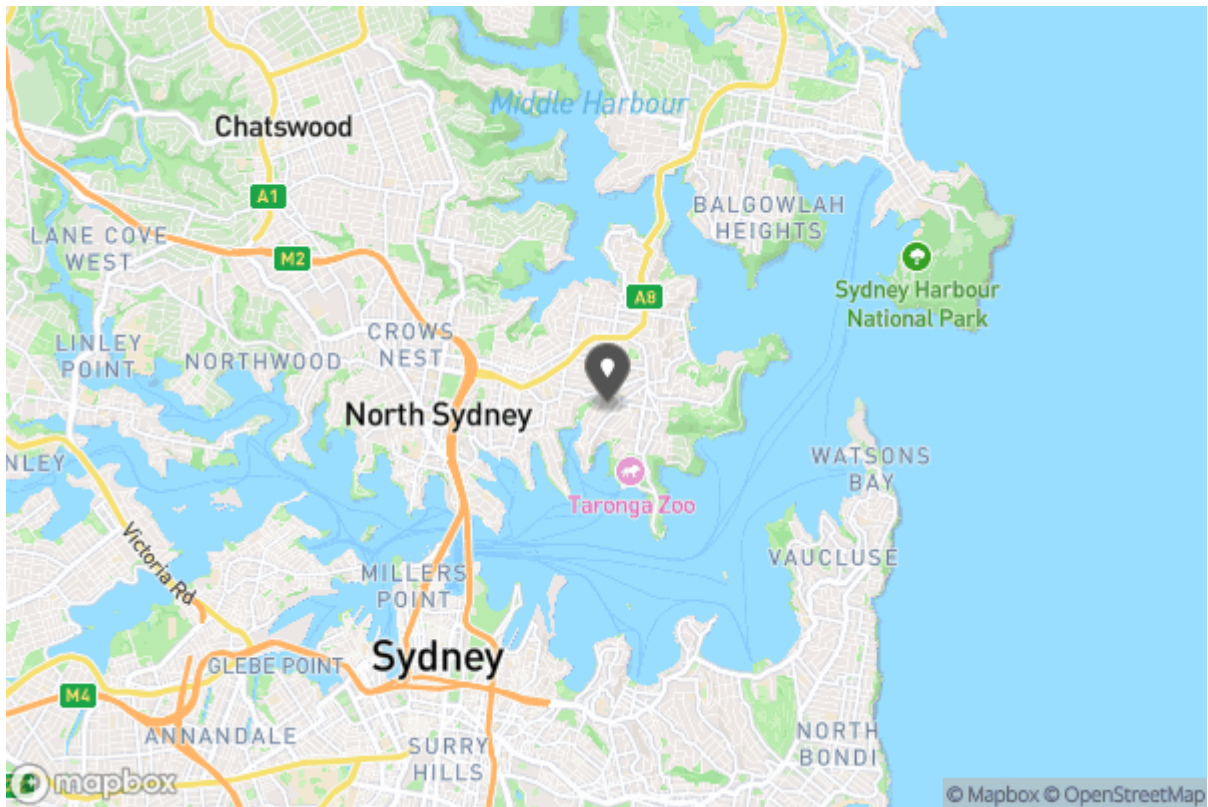 Middle Harbour
Chatswood
A1
BALGOWLAH
HEIGHTS
LANE COVE
WEST
M2
Sydney Harbour
National Park
A8
LINLEY
POINT
CROWS
NEST
NORTHWOOD
North Sydney
NLEY
WATSONS
BAY
Taronga Zoo
Victoria Rd
VAUCLUSE
MILLERS
POINT
Sydney
GLEBE POINT
M4
ANNANDALE
SURRY
HILLS
NORTH
BONDI
mapbox
© Mapbox © OpenStreetMap